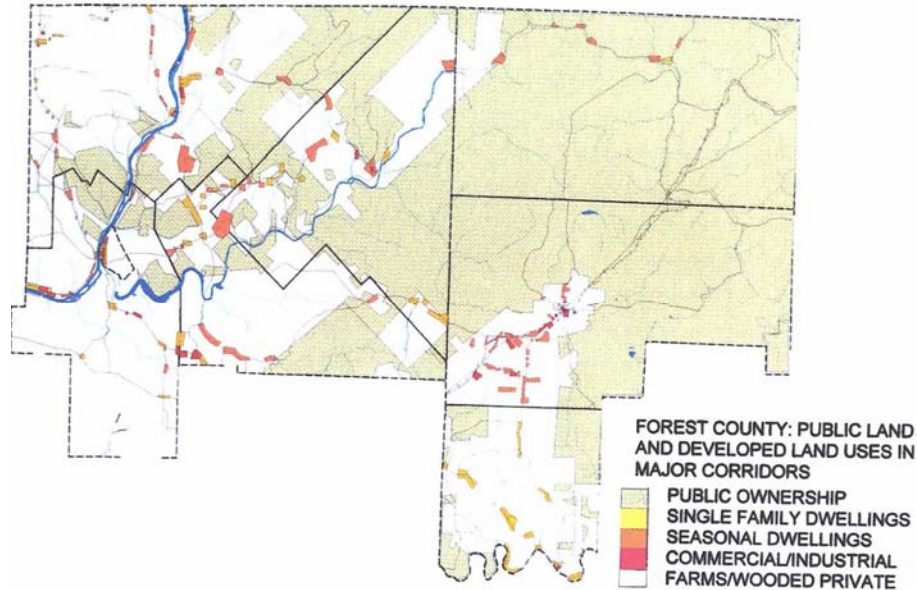 FOREST COUNTY: PUBLIC LAND
AND DEVELOPED LAND USES IN
MAJOR CORRIDORS
PUBLIC OWNERSHIP
SINGLE FAMILY DWELLINGS
SEASONAL DWELLINGS
COMMERCIAL/INDUSTRIAL
FARMS/WOODED PRIVATE